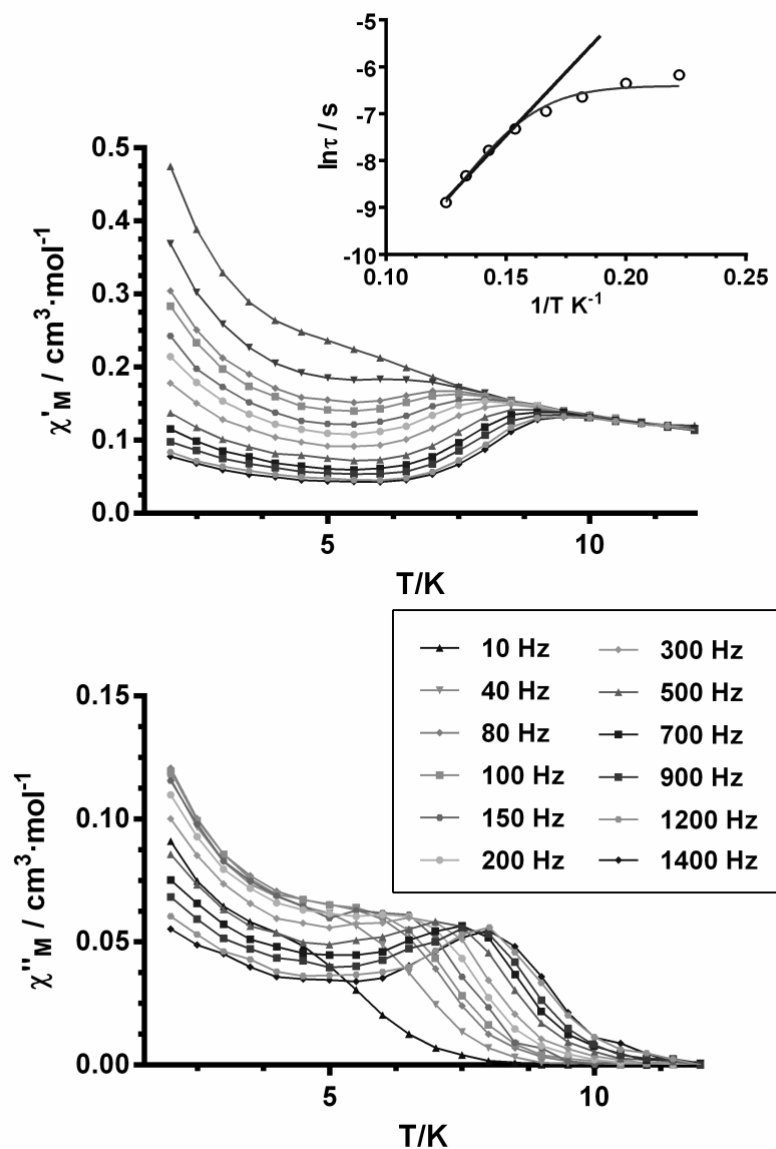 -5
-6
-7
-8
-9
-10
lnτ / s
0.10 0.15 0.20 0.25
1/T K⁻¹
0.5
0.4
0.3
0.2
0.1
0.0
χ'M / cm³·mol⁻¹
5 10
T/K
10 Hz 300 Hz
40 Hz 500 Hz
80 Hz 700 Hz
100 Hz 900 Hz
150 Hz 1200 Hz
200 Hz 1400 Hz
0.15
0.10
0.05
0.00
χ''M / cm³·mol⁻¹
5 10
T/K